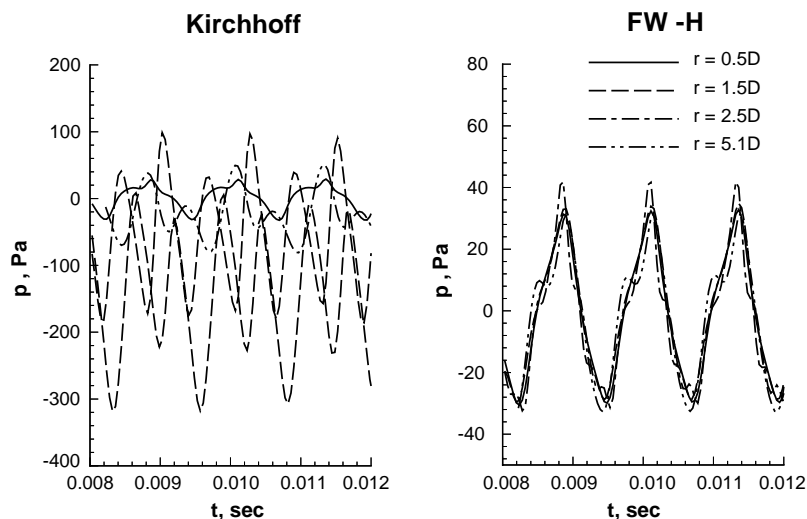 Kirchhoff
p , Pa
200
100
0
-100
-200
-300
-400
0.008
0.009
0.010
0.011
0.012
t, sec
FW -H
r = 0.5D
r = 1.5D
r = 2.5D
r = 5.1D
p , Pa
80
60
40
20
0
-20
-40
0.008
0.009
0.010
0.011
0.012
t, sec